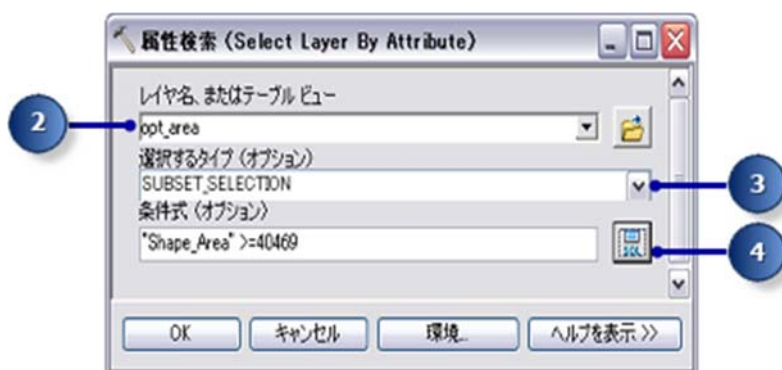 属性検索 (Select Layer By Attribute)
レイヤ名、またはテーブル ビュー
2
opt_area
選択するタイプ (オプション)
SUBSET_SELECTION
3
条件式 (オプション)
"Shape_Area" >=40469
SQL
4
OK
キャンセル
環境...
ヘルプを表示 >>